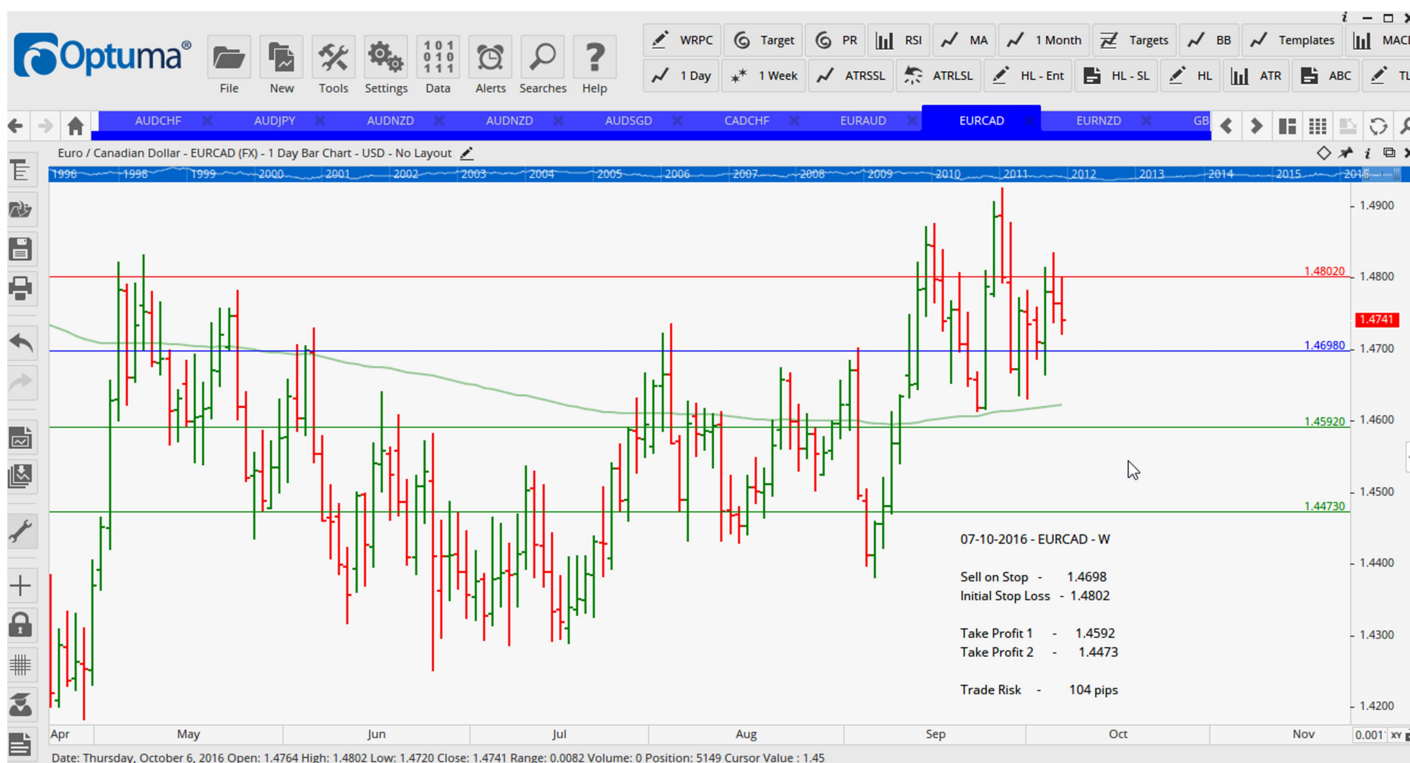 i
Optuma®
WRPC Target PR RSI MA 1 Month Targets BB Templates MACD
1 Day 1 Week ATRSSL ATRLSL HL - Ent HL - SL HL ATR ABC TL
101
010
111
File New Tools Settings Data Alerts Searches Help
AUDCHF AUDJPY AUDNZD AUDNZD AUDSGD CADCHF EURAUD EURCAD EURNZD GB
Euro / Canadian Dollar - EURCAD (FX) - 1 Day Bar Chart - USD - No Layout
i
1996 1998 1999 2000 2001 2002 2003 2004 2005 2006 2007 2008 2009 2010 2011 2012 2013 2014 2015 2016
1.4900
1.48020
1.4800
1.4741
1.46980
1.4700
1.45920
1.4600
1.4500
1.44730
07-10-2016 - EURCAD - W
1.4400
Sell on Stop - 1.4698
Initial Stop Loss - 1.4802
Take Profit 1 - 1.4592
1.4300
Take Profit 2 - 1.4473
Trade Risk - 104 pips
1.4200
Apr May Jun Jul Aug Sep Oct Nov 0.001 XY
Date: Thursday, October 6, 2016 Open: 1.4764 High: 1.4802 Low: 1.4720 Close: 1.4741 Range: 0.0082 Volume: 0 Position: 5149 Cursor Value : 1.45